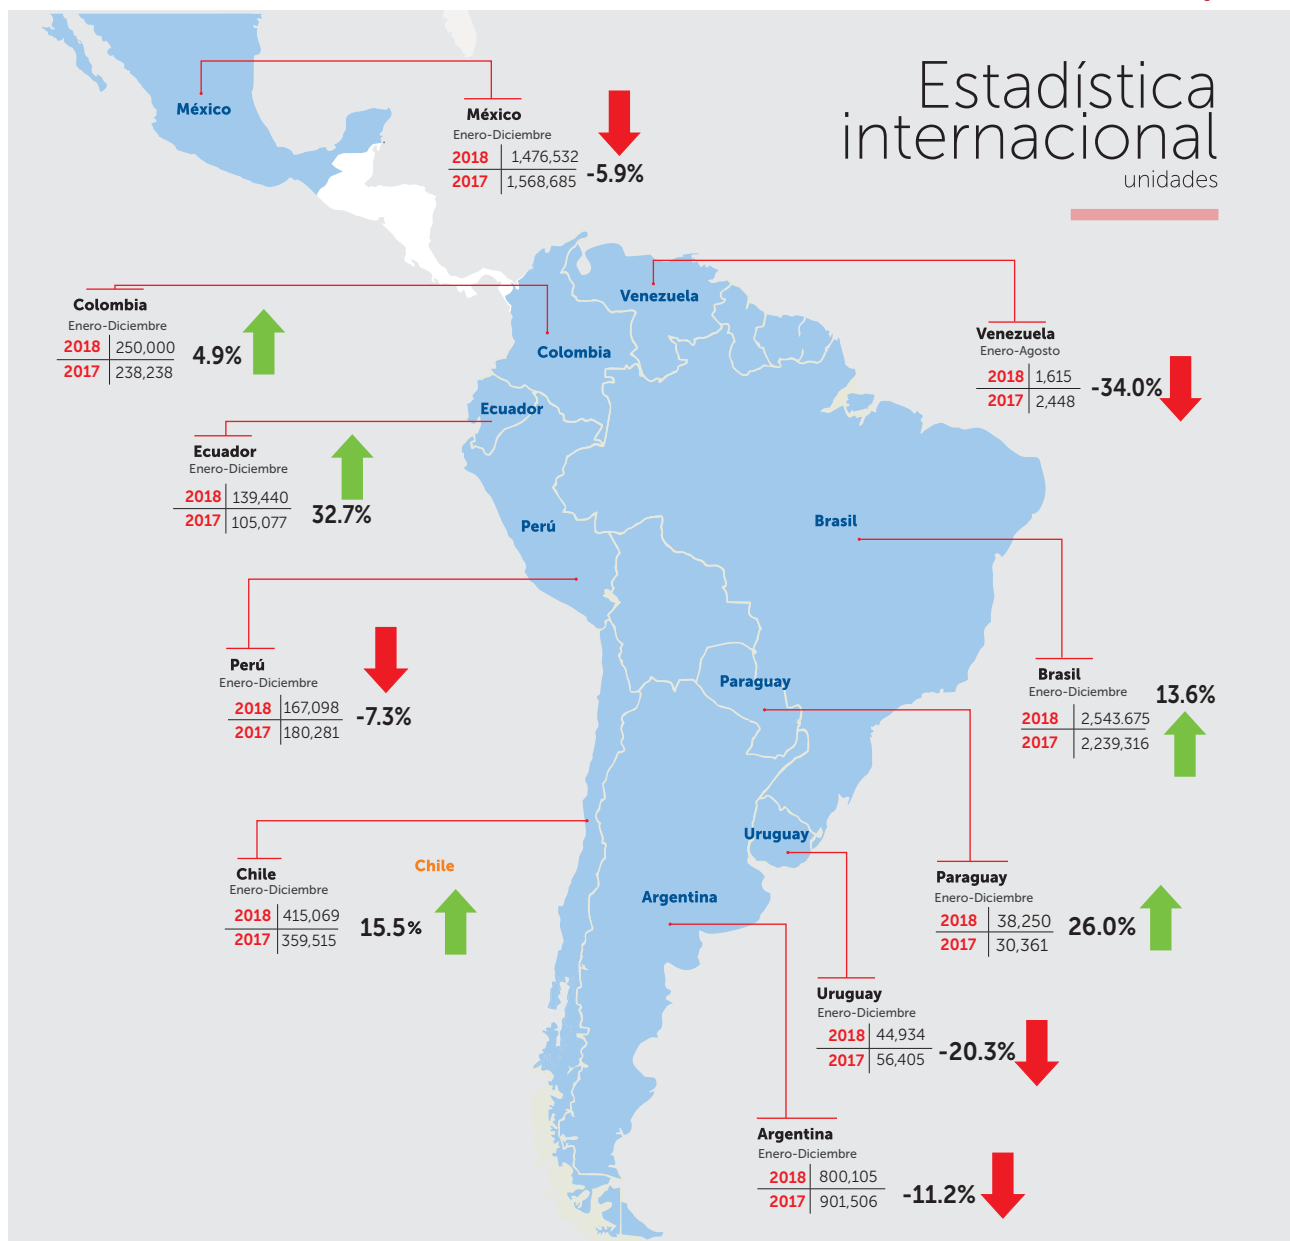 Estadística
internacional
unidades
México
México
Enero-Diciembre
2018 1,476,532
2017 1,568,685
-5.9%
Colombia
Enero-Diciembre
2018 250,000
2017 238,238
4.9%
Venezuela
Colombia
Venezuela
Enero-Agosto
2018 1,615
2017 2,448
-34.0%
Ecuador
Ecuador
Enero-Diciembre
2018 139,440
2017 105,077
32.7%
Perú
Brasil
Perú
Enero-Diciembre
2018 167,098
2017 180,281
-7.3%
Paraguay
Brasil
Enero-Diciembre
2018 2,543.675
2017 2,239,316
13.6%
Uruguay
Chile
Enero-Diciembre
2018 415,069
2017 359,515
15.5%
Chile
Argentina
Paraguay
Enero-Diciembre
2018 38,250
2017 30,361
26.0%
Uruguay
Enero-Diciembre
2018 44,934
2017 56,405
-20.3%
Argentina
Enero-Diciembre
2018 800,105
2017 901,506
-11.2%